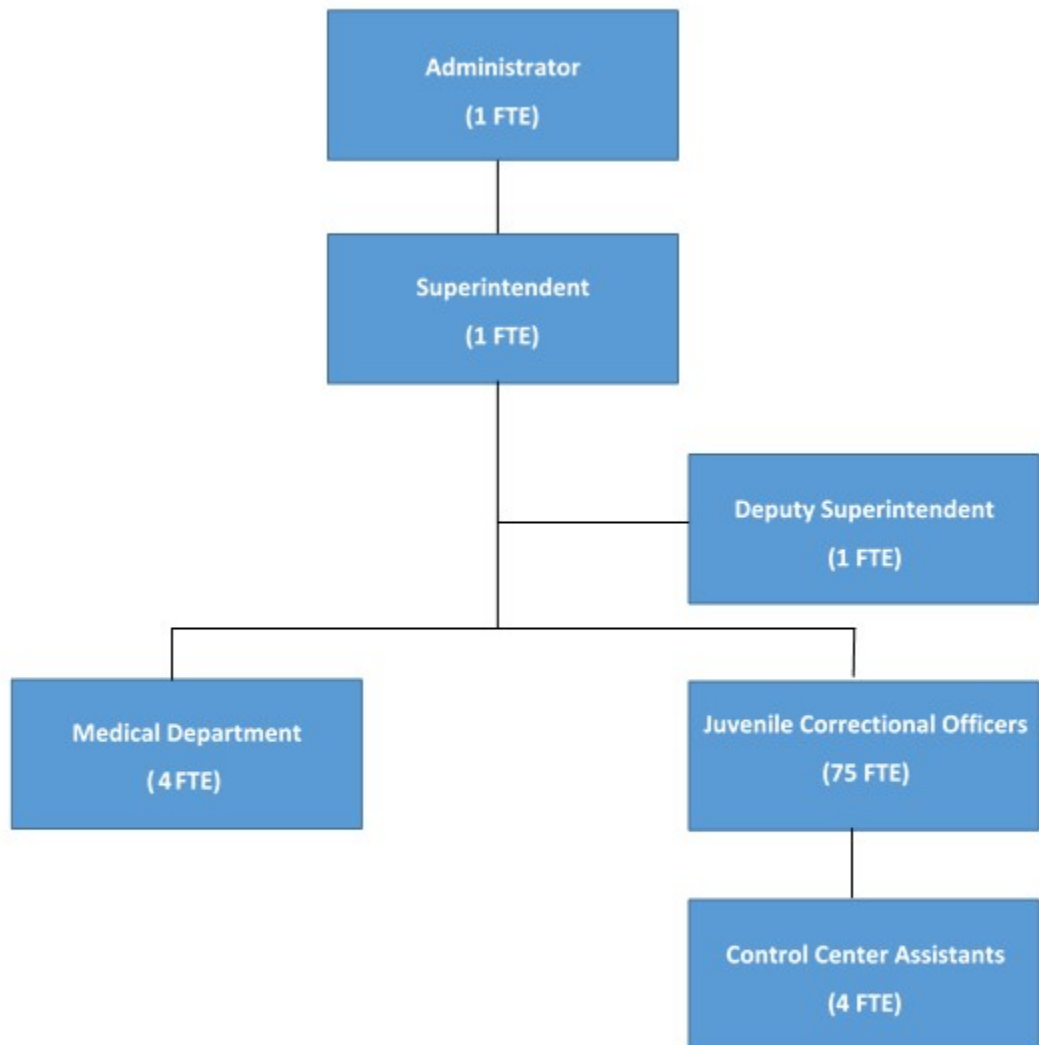 Administrator
(1 FTE)
Superintendent
(1 FTE)
Deputy Superintendent
(1 FTE)
Medical Department
( 4 FTE)
Juvenile Correctional Officers
(75 FTE)
Control Center Assistants
(4 FTE)